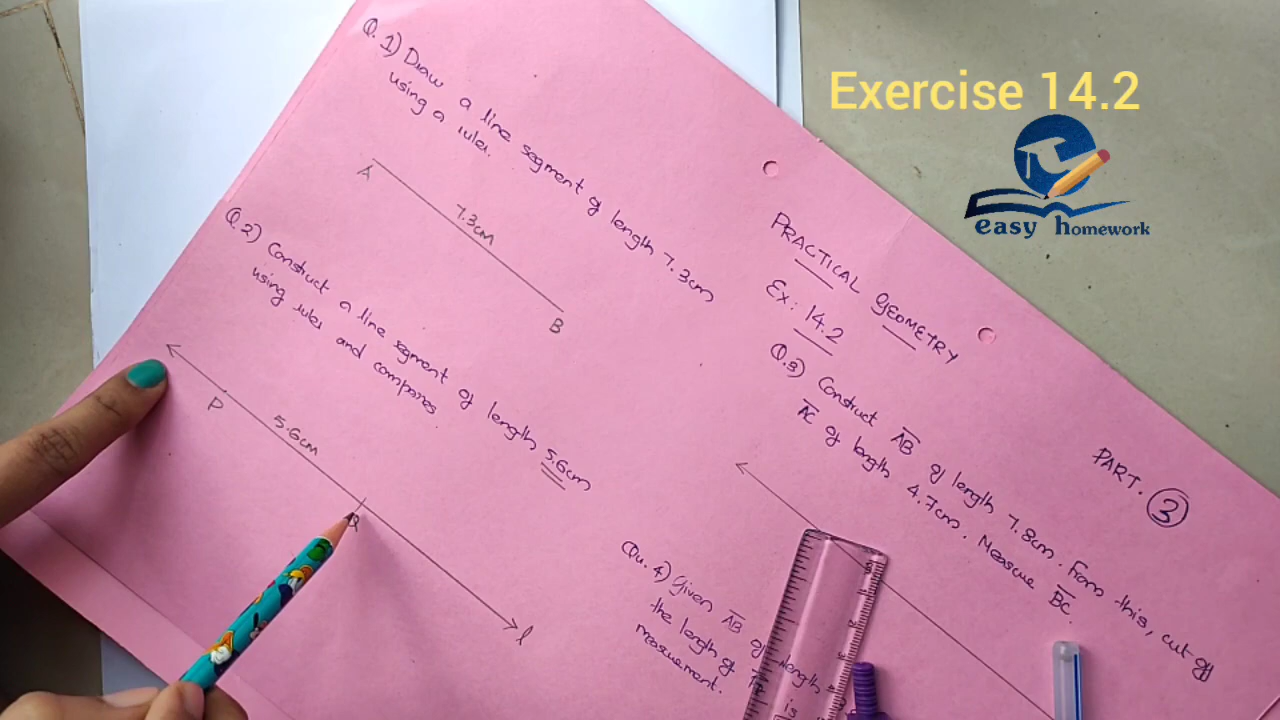 Exercise 14.2
easy homework
PRACTICAL GEOMETRY
Ex: 14.2
PART. 3
Q.1) Draw a line segment of length 7.3cm
using a ruler.
A
7.3cm
B
Q.2) Construct a line segment of length 5.6cm
using ruler and compasses
P
5.6cm
Q
l
Q.3) Construct AB of length 7.8cm. From this, cut off
AC of length 4.7cm. Measure BC.
Qu. 4) Given AB of length
the length of is
measurement.